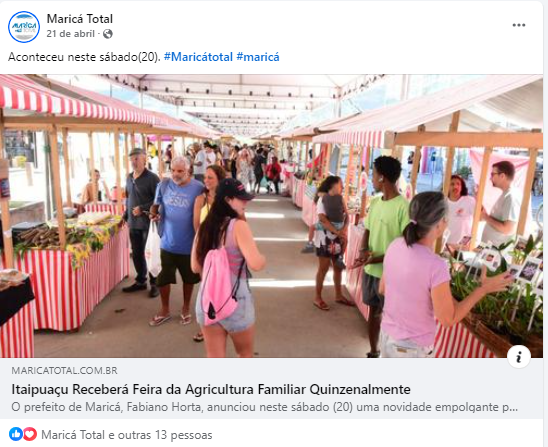 Maricá Total
21 de abril ·
Aconteceu neste sábado(20). #Maricátotal #maricá
MARICATOTAL.COM.BR
Itaipuaçu Receberá Feira da Agricultura Familiar Quinzenalmente
O prefeito de Maricá, Fabiano Horta, anunciou neste sábado (20) uma novidade empolgante p...
Maricá Total e outras 13 pessoas